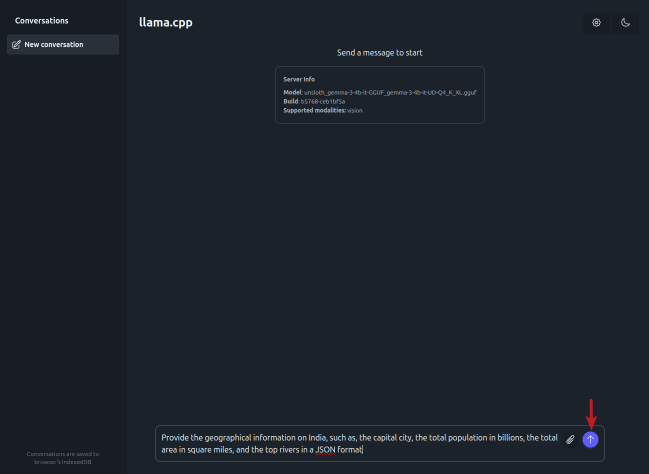 Conversations
New conversation
llama.cpp
Send a message to start
Server Info
Model: unsloth_gemma-3-4b-it-GGUF_gemma-3-4b-it-UD-Q4_K_XL.gguf
Build: b5768-ceb1bf5a
Supported modalities: vision
Provide the geographical information on India, such as, the capital city, the total population in billions, the total
area in square miles, and the top rivers in a JSON format
Conversations are saved to
browser's IndexedDB